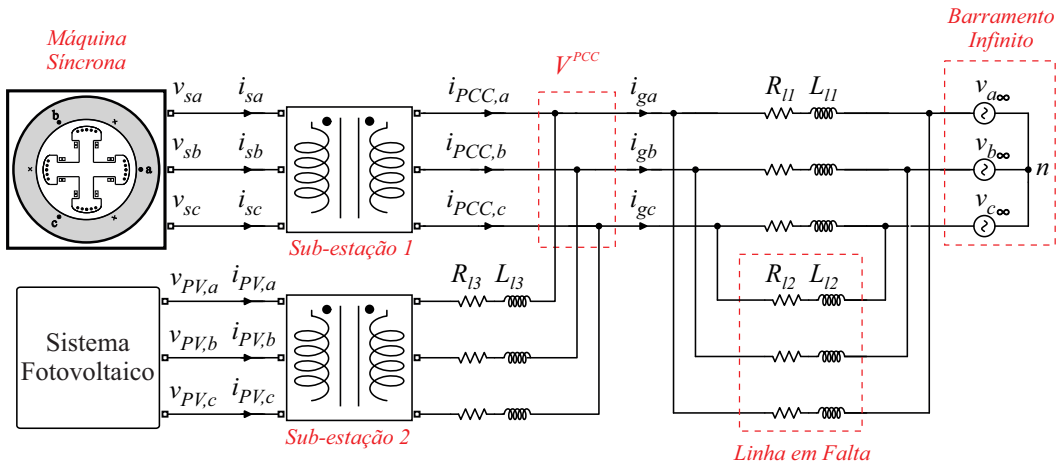 Máquina
Síncrona
Barramento
Infinito
V^PCC
v_sa i_sa i_PCC,a i_ga R_l1 L_l1 v_a∞
v_sb i_sb i_PCC,b i_gb v_b∞ n
v_sc i_sc i_PCC,c i_gc v_c∞
b
a
c
Sub-estação 1
v_PV,a i_PV,a R_l3 L_l3 R_l2 L_l2
Sistema
Fotovoltaico
v_PV,b i_PV,b
v_PV,c i_PV,c
Sub-estação 2
Linha em Falta